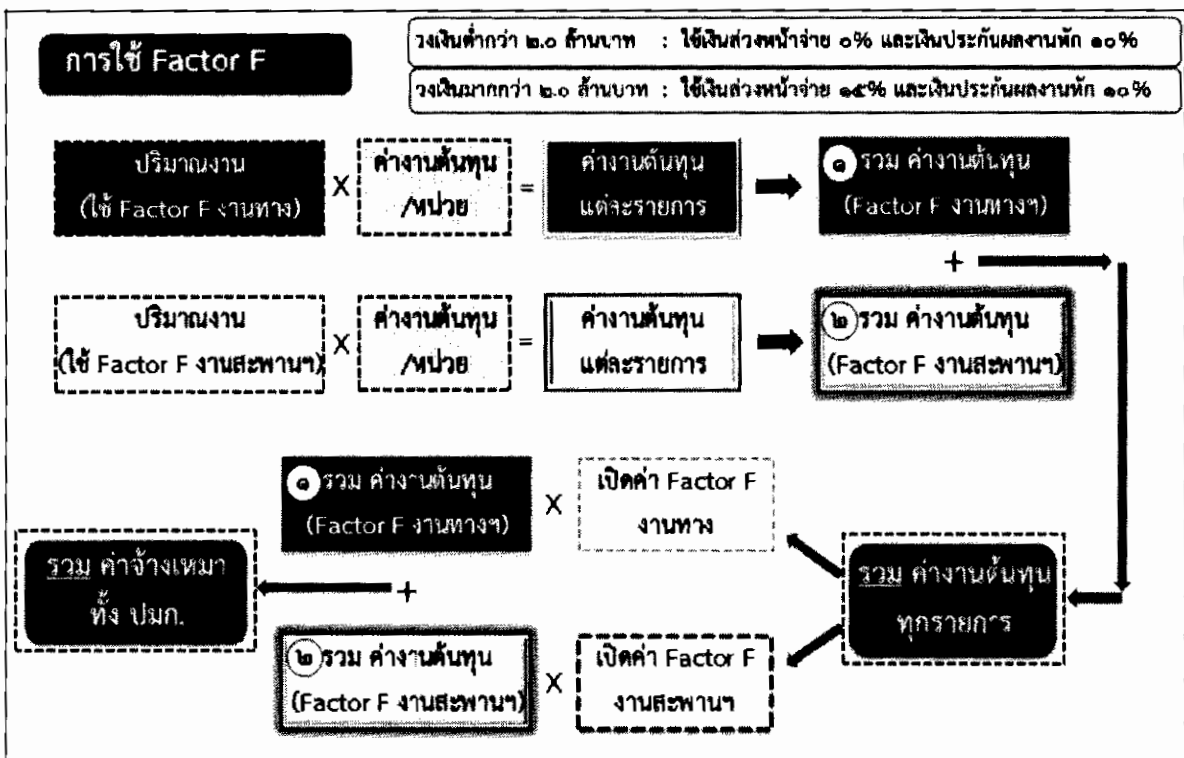 การใช้ Factor F
วงเงินต่ำกว่า ๒.๐ ล้านบาท : ใช้เงินล่วงหน้าจ่าย ๐% และเงินประกันผลงานหัก ๑๐%
วงเงินมากกว่า ๒.๐ ล้านบาท : ใช้เงินล่วงหน้าจ่าย ๑๕% และเงินประกันผลงานหัก ๑๐%
ปริมาณงาน
(ใช้ Factor F งานทาง)
X
ค่างานต้นทุน
/หน่วย
=
ค่างานต้นทุน
แต่ละรายการ
๑ รวม ค่างานต้นทุน
(Factor F งานทางฯ)
+
ปริมาณงาน
(ใช้ Factor F งานสะพานฯ)
X
ค่างานต้นทุน
/หน่วย
=
ค่างานต้นทุน
แต่ละรายการ
๒ รวม ค่างานต้นทุน
(Factor F งานสะพานฯ)
๑ รวม ค่างานต้นทุน
(Factor F งานทางฯ)
X
เปิดค่า Factor F
งานทาง
รวม ค่าจ้างเหมา
ทั้ง ปมก.
+
รวม ค่างานต้นทุน
ทุกรายการ
๒ รวม ค่างานต้นทุน
(Factor F งานสะพานฯ)
X
เปิดค่า Factor F
งานสะพานฯ